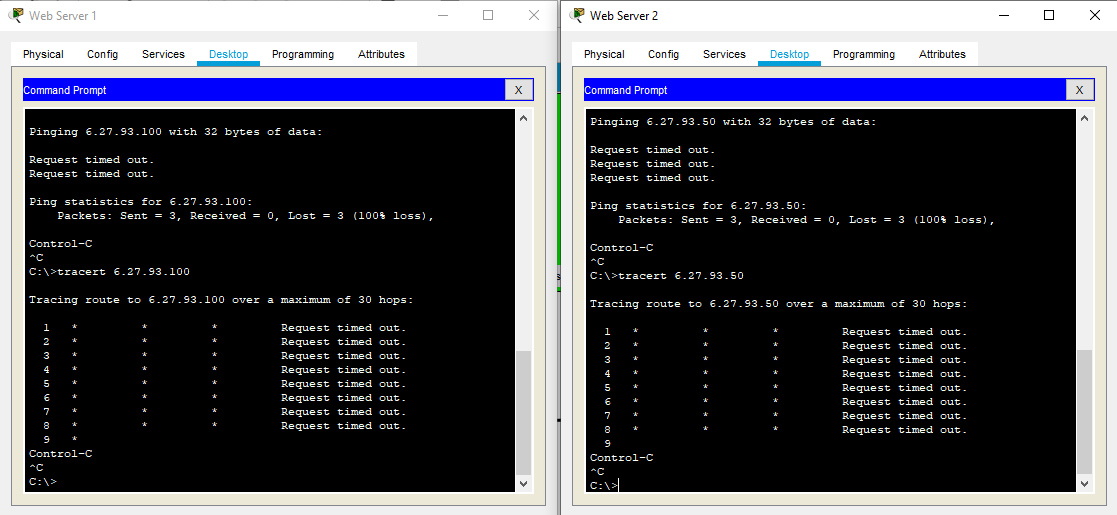 Web Server 1
Physical Config Services Desktop Programming Attributes
Command Prompt X
Pinging 6.27.93.100 with 32 bytes of data:
Request timed out.
Request timed out.
Ping statistics for 6.27.93.100:
Packets: Sent = 3, Received = 0, Lost = 3 (100% loss),
Control-C
^C
C:\>tracert 6.27.93.100
Tracing route to 6.27.93.100 over a maximum of 30 hops:
1 * * * Request timed out.
2 * * * Request timed out.
3 * * * Request timed out.
4 * * * Request timed out.
5 * * * Request timed out.
6 * * * Request timed out.
7 * * * Request timed out.
8 * * * Request timed out.
9 *
Control-C
^C
C:\>
Web Server 2
Physical Config Services Desktop Programming Attributes
Command Prompt X
Pinging 6.27.93.50 with 32 bytes of data:
Request timed out.
Request timed out.
Request timed out.
Ping statistics for 6.27.93.50:
Packets: Sent = 3, Received = 0, Lost = 3 (100% loss),
Control-C
^C
C:\>tracert 6.27.93.50
Tracing route to 6.27.93.50 over a maximum of 30 hops:
1 * * * Request timed out.
2 * * * Request timed out.
3 * * * Request timed out.
4 * * * Request timed out.
5 * * * Request timed out.
6 * * * Request timed out.
7 * * * Request timed out.
8 * * * Request timed out.
9
Control-C
^C
C:\>